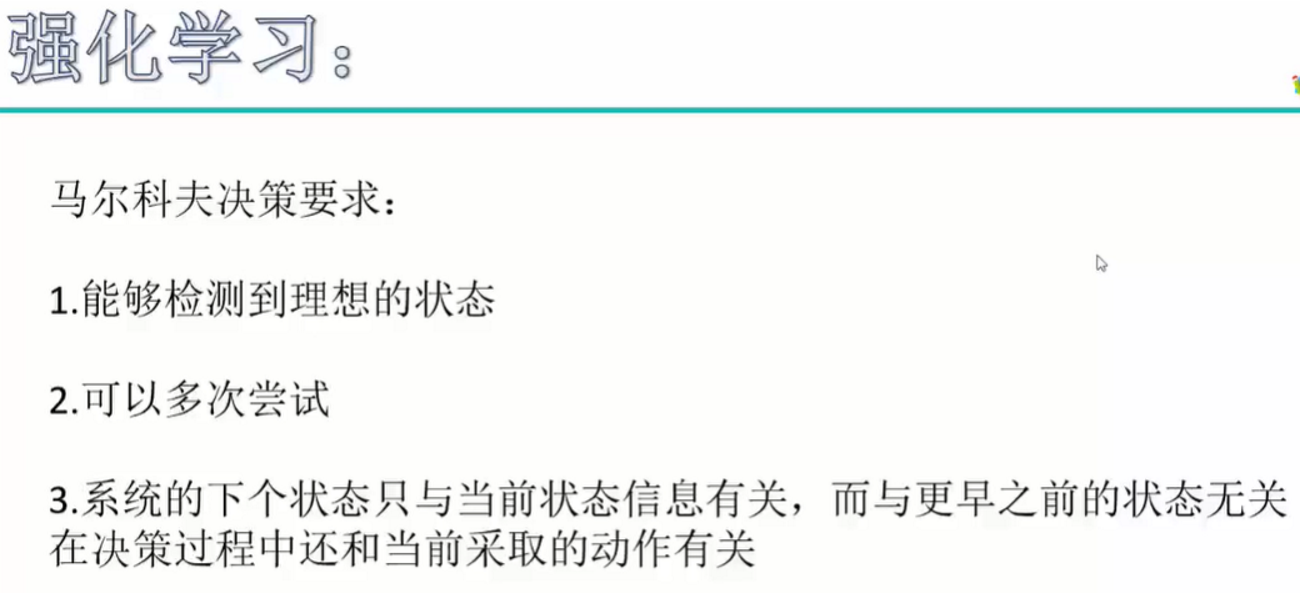 强化学习：
马尔科夫决策要求：
1.能够检测到理想的状态
2.可以多次尝试
3.系统的下个状态只与当前状态信息有关，而与更早之前的状态无关
在决策过程中还和当前采取的动作有关